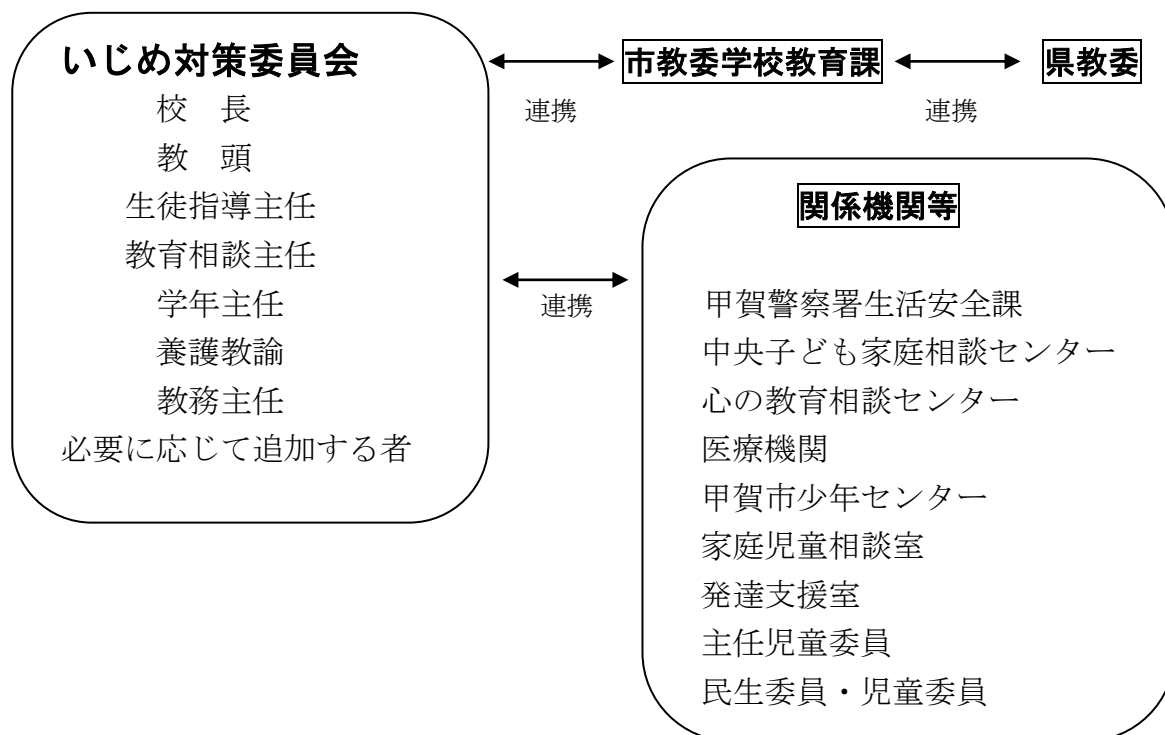 いじめ対策委員会
校　長
教　頭
生徒指導主任
教育相談主任
学年主任
養護教諭
教務主任
必要に応じて追加する者
連携
市教委学校教育課
連携
県教委
連携
関係機関等
甲賀警察署生活安全課
中央子ども家庭相談センター
心の教育相談センター
医療機関
甲賀市少年センター
家庭児童相談室
発達支援室
主任児童委員
民生委員・児童委員